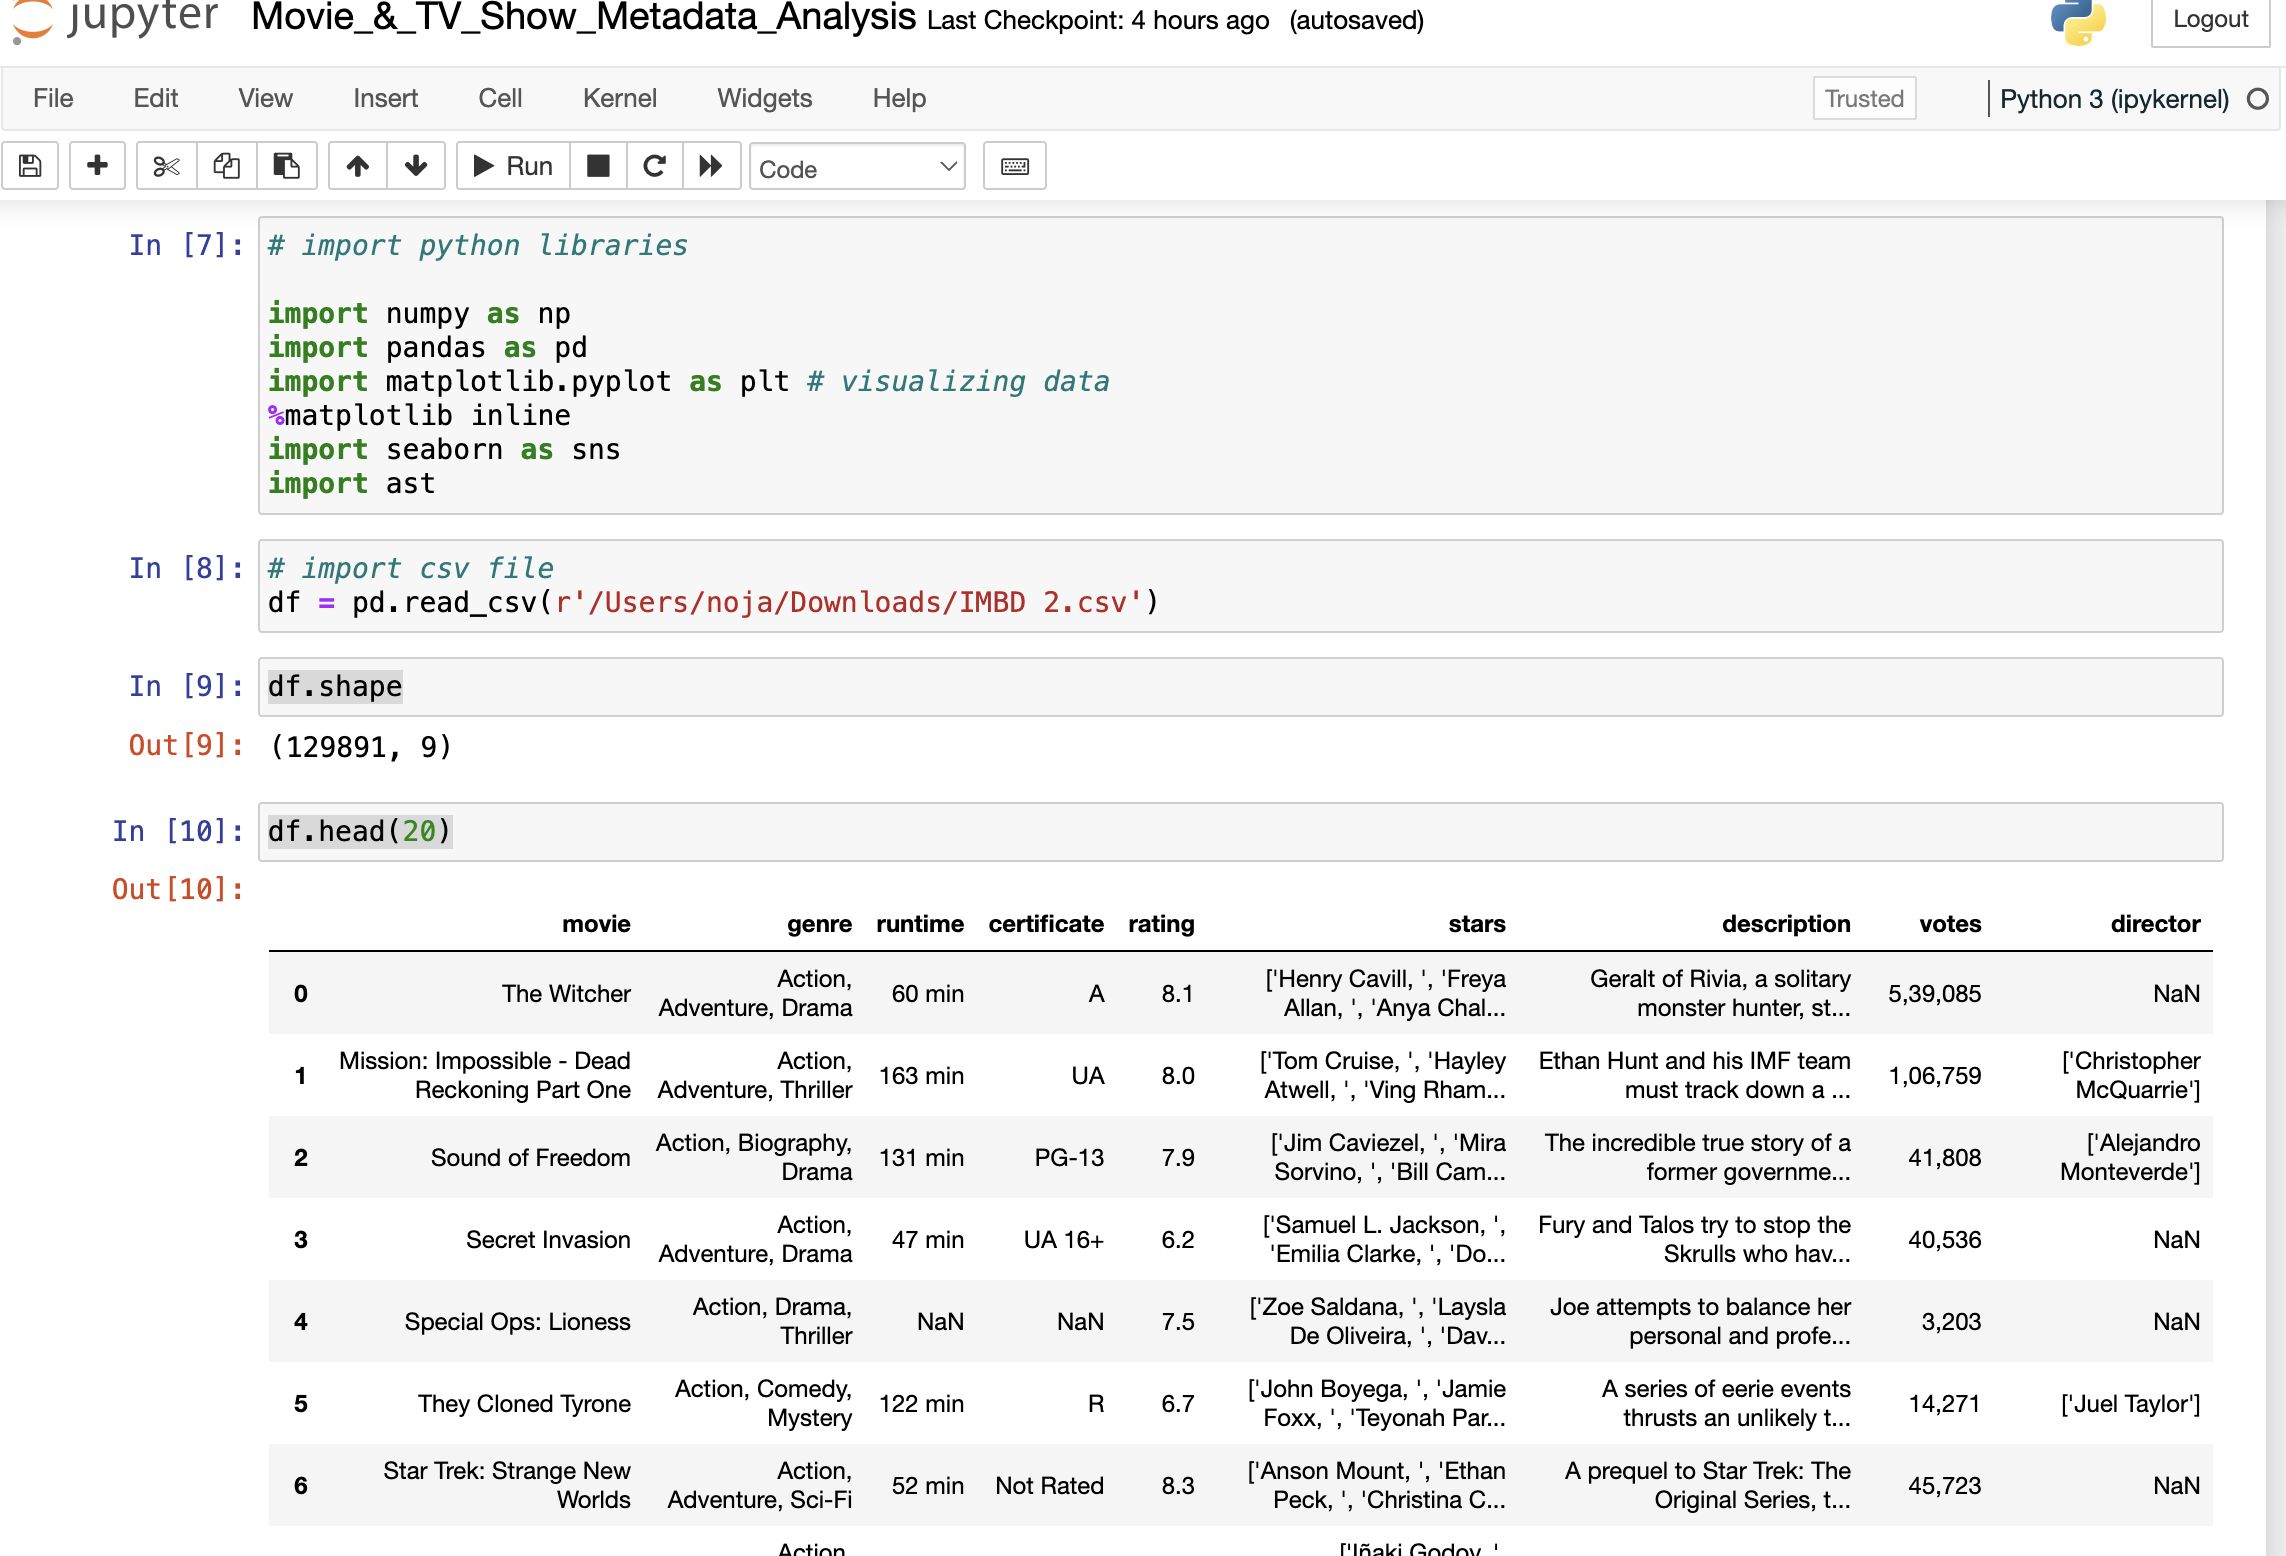 jupyter Movie_&_TV_Show_Metadata_Analysis Last Checkpoint: 4 hours ago (autosaved) Logout
File Edit View Insert Cell Kernel Widgets Help Trusted Python 3 (ipykernel)
Run Code
In [7]: # import python libraries
import numpy as np
import pandas as pd
import matplotlib.pyplot as plt # visualizing data
%matplotlib inline
import seaborn as sns
import ast
In [8]: # import csv file
df = pd.read_csv(r'/Users/noja/Downloads/IMBD 2.csv')
In [9]: df.shape
Out[9]: (129891, 9)
In [10]: df.head(20)
Out[10]:
movie genre runtime certificate rating stars description votes director
0 The Witcher Action, Adventure, Drama 60 min A 8.1 ['Henry Cavill, ', 'Freya Allan, ', 'Anya Chal... Geralt of Rivia, a solitary monster hunter, st... 5,39,085 NaN
1 Mission: Impossible - Dead Reckoning Part One Action, Adventure, Thriller 163 min UA 8.0 ['Tom Cruise, ', 'Hayley Atwell, ', 'Ving Rham... Ethan Hunt and his IMF team must track down a ... 1,06,759 ['Christopher McQuarrie']
2 Sound of Freedom Action, Biography, Drama 131 min PG-13 7.9 ['Jim Caviezel, ', 'Mira Sorvino, ', 'Bill Cam... The incredible true story of a former governme... 41,808 ['Alejandro Monteverde']
3 Secret Invasion Action, Adventure, Drama 47 min UA 16+ 6.2 ['Samuel L. Jackson, ', 'Emilia Clarke, ', 'Do... Fury and Talos try to stop the Skrulls who hav... 40,536 NaN
4 Special Ops: Lioness Action, Drama, Thriller NaN NaN 7.5 ['Zoe Saldana, ', 'Laysla De Oliveira, ', 'Dav... Joe attempts to balance her personal and profe... 3,203 NaN
5 They Cloned Tyrone Action, Comedy, Mystery 122 min R 6.7 ['John Boyega, ', 'Jamie Foxx, ', 'Teyonah Par... A series of eerie events thrusts an unlikely t... 14,271 ['Juel Taylor']
6 Star Trek: Strange New Worlds Action, Adventure, Sci-Fi 52 min Not Rated 8.3 ['Anson Mount, ', 'Ethan Peck, ', 'Christina C... A prequel to Star Trek: The Original Series, t... 45,723 NaN
Action, ['Iñaki Godoy, '